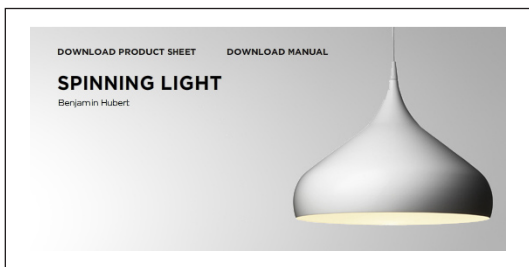 DOWNLOAD PRODUCT SHEET DOWNLOAD MANUAL
SPINNING LIGHT
Benjamin Hubert